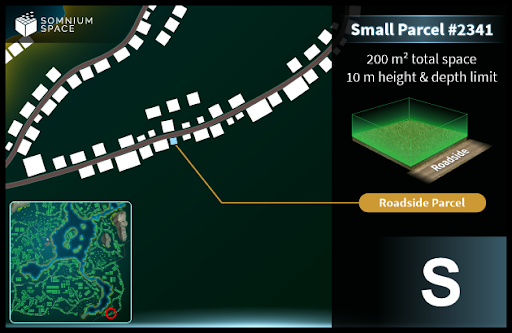 SOMNIUM
SPACE
Small Parcel #2341
200 m² total space
10 m height & depth limit
Roadside
Roadside Parcel
S